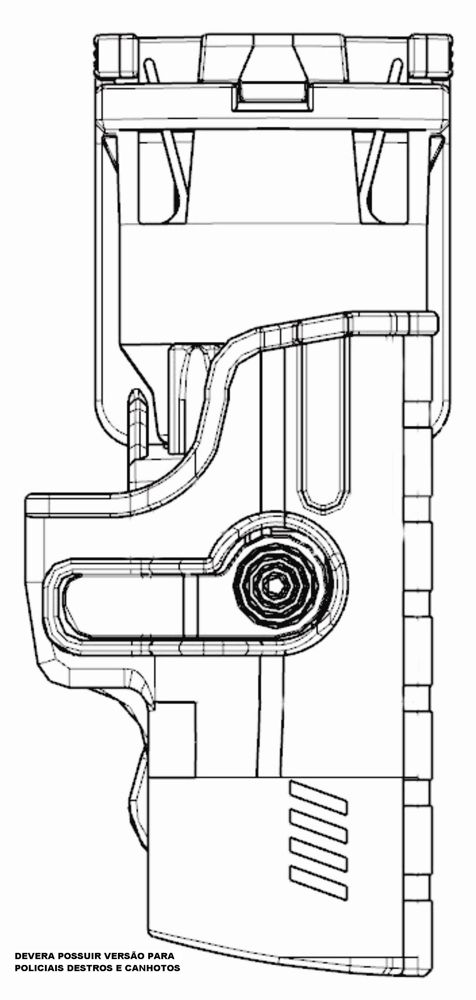 DEVERA POSSUIR VERSÃO PARA
POLICIAIS DESTROS E CANHOTOS